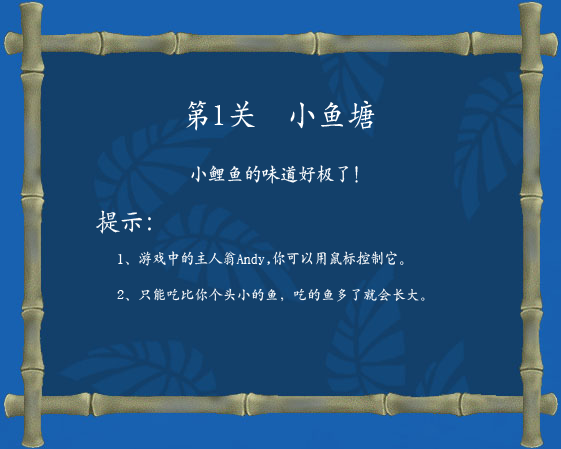 第1关 小鱼塘
小鲤鱼的味道好极了!
提示:
1、游戏中的主人翁Andy,你可以用鼠标控制它。
2、只能吃比你个头小的鱼，吃的鱼多了就会长大。